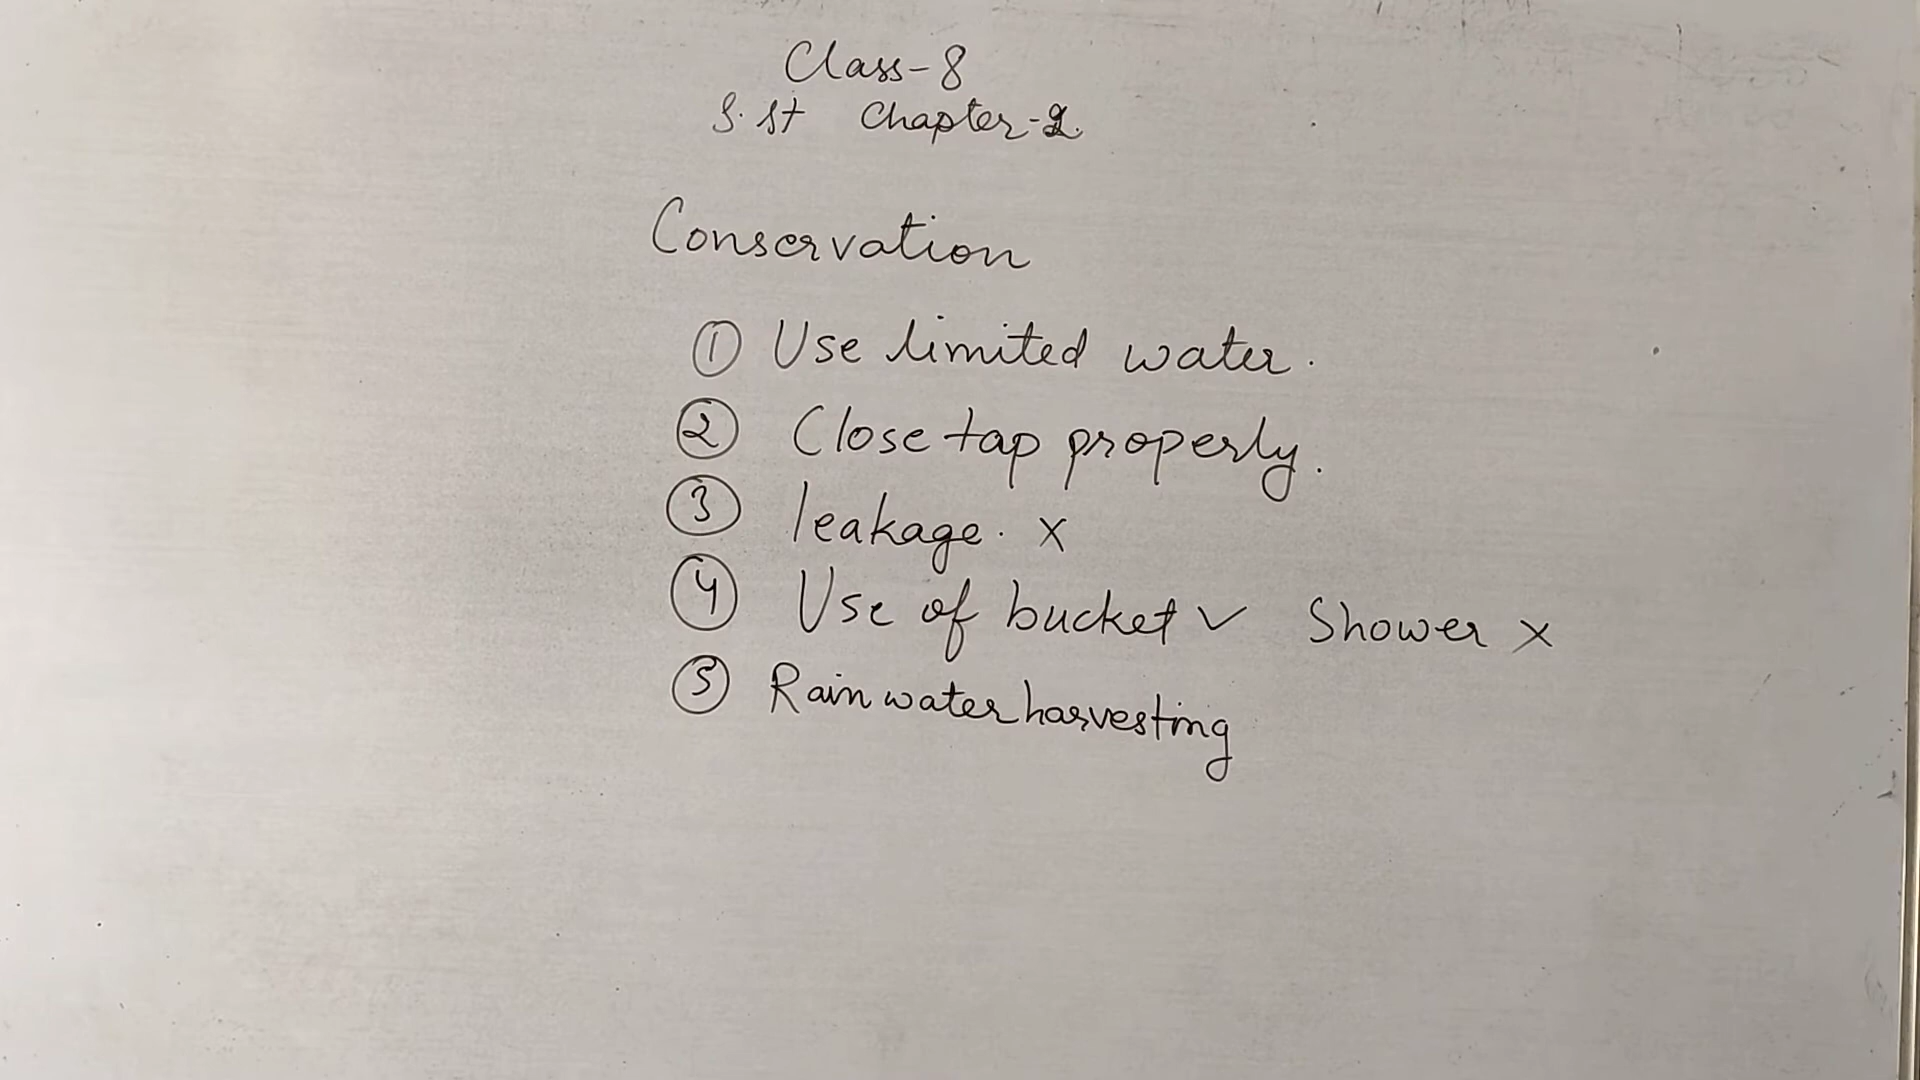 Class-8
S. St Chapter-2.
Conservation
① Use limited water.
② Close tap properly.
③ leakage. x
④ Use of bucket ✓ Shower x
⑤ Rain water harvesting